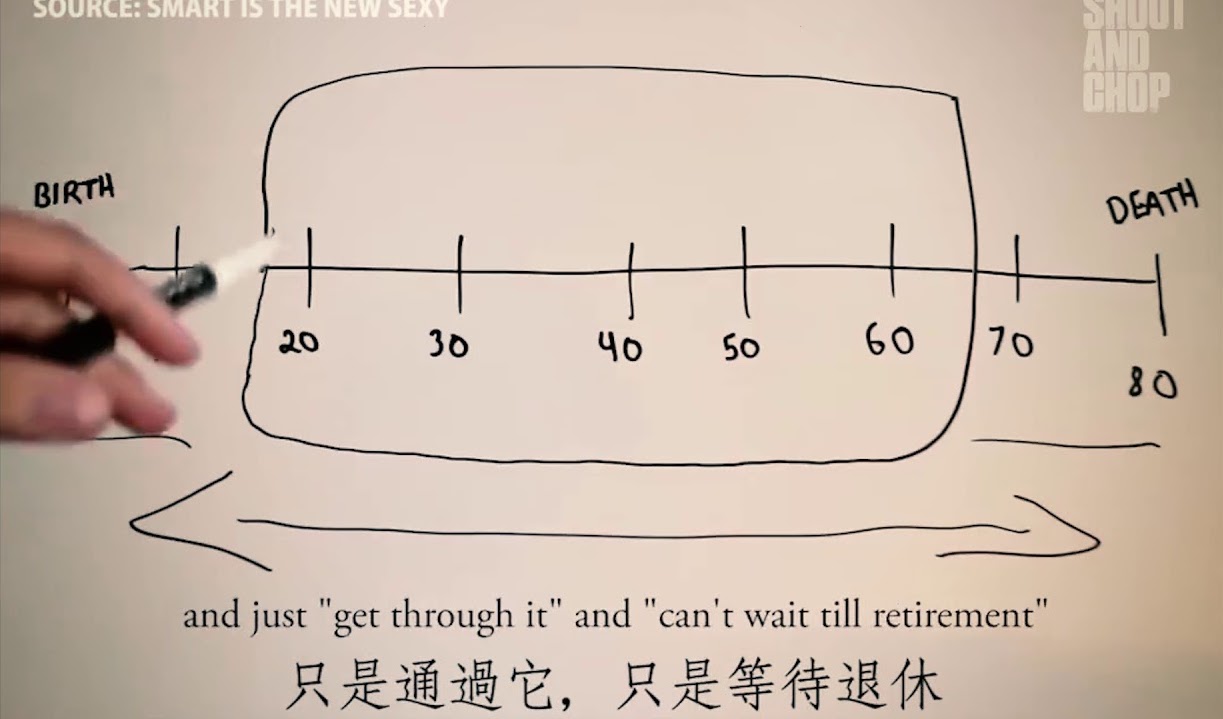 SOURCE: SMART IS THE NEW SEXY
SHOOT
AND
CHOP
BIRTH
DEATH
20
30
40
50
60
70
80
and just "get through it" and "can't wait till retirement"
只是通過它，只是等待退休